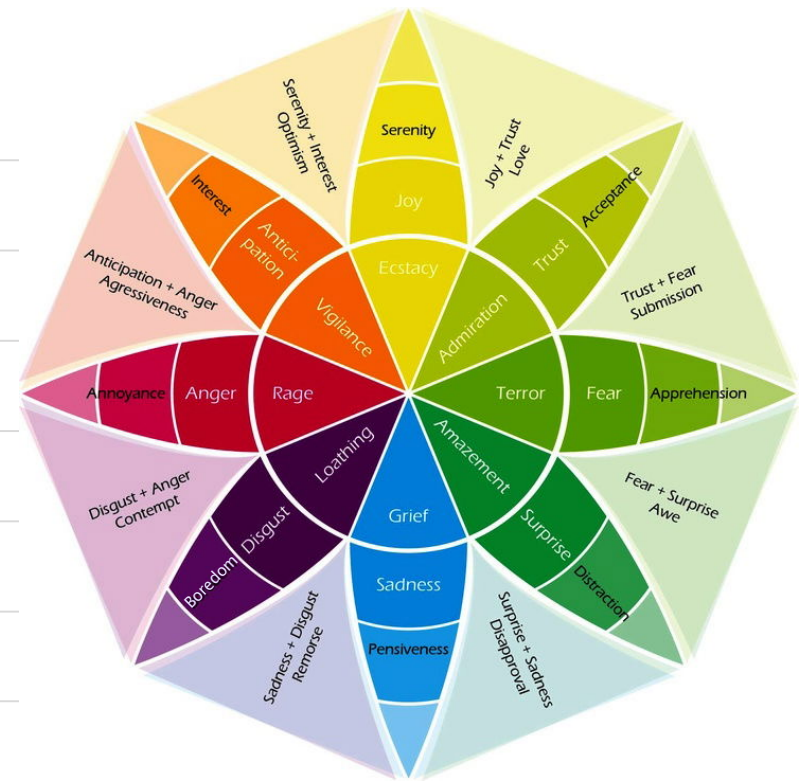 Serenity + Interest
Optimism
Joy + Trust
Love
Serenity
Joy
Ecstacy
Interest
Antici-
pation
Vigilance
Acceptance
Trust
Admiration
Anticipation + Anger
Agressiveness
Trust + Fear
Submission
Annoyance
Anger
Rage
Terror
Fear
Apprehension
Disgust + Anger
Contempt
Loathing
Disgust
Boredom
Grief
Sadness
Pensiveness
Amazement
Surprise
Distraction
Fear + Surprise
Awe
Sadness + Disgust
Remorse
Surprise + Sadness
Disapproval